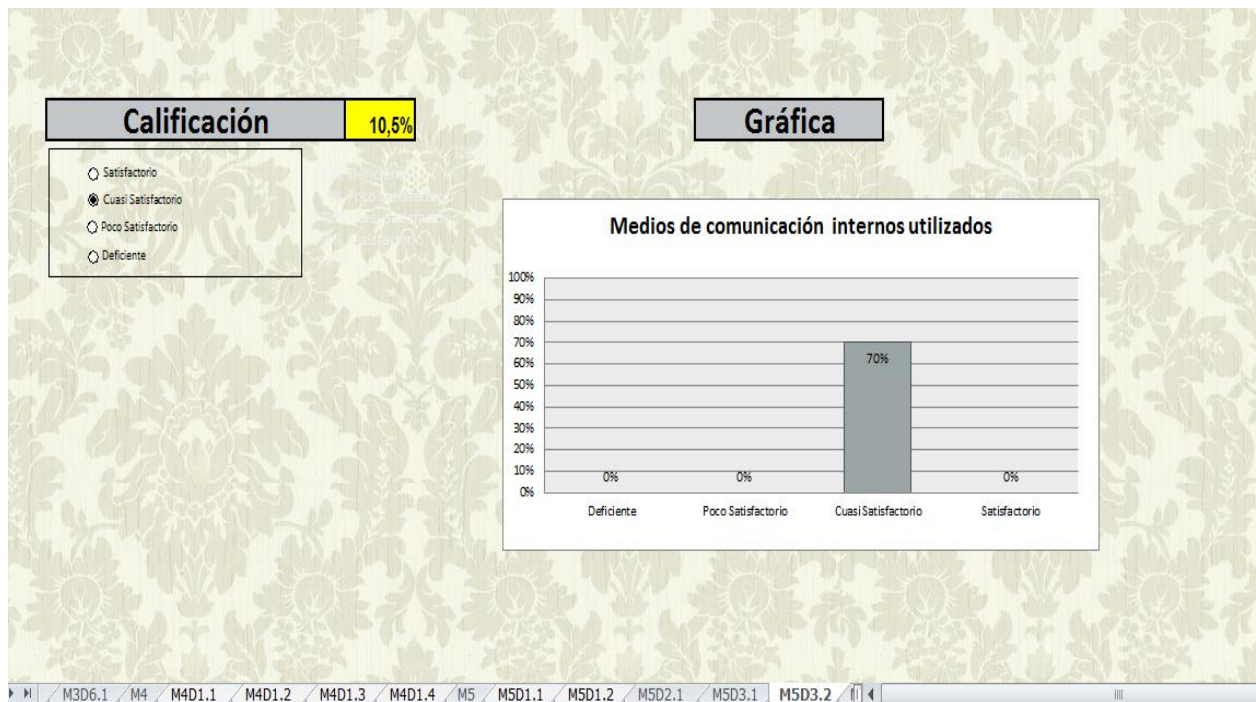 Calificación 10,5%
Satisfactorio
Cuasi Satisfactorio
Poco Satisfactorio
Deficiente
Gráfica
Medios de comunicación internos utilizados
100%
90%
80%
70%
60%
50%
40%
30%
20%
10%
0%
0% 0% 70% 0%
Deficiente Poco Satisfactorio Cuasi Satisfactorio Satisfactorio
M3D6.1 M4 M4D1.1 M4D1.2 M4D1.3 M4D1.4 M5 M5D1.1 M5D1.2 M5D2.1 M5D3.1 M5D3.2